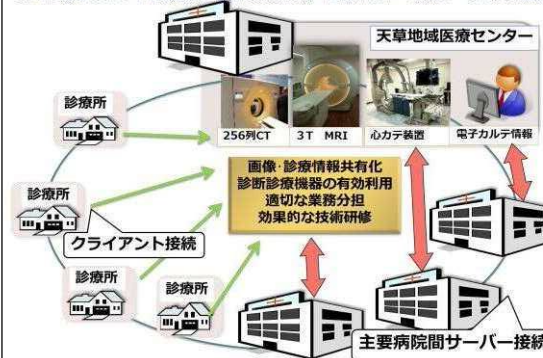 天草地域医療センター
256列CT
3T MRI
心カテ装置
電子カルテ情報
診療所
画像・診療情報共有化
診断診療機器の有効利用
適切な業務分担
効果的な技術研修
診療所
クライアント接続
診療所
診療所
主要病院間サーバー接続